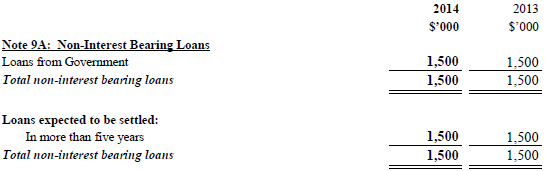 2014 2013
$'000 $'000
Note 9A: Non-Interest Bearing Loans
Loans from Government 1,500 1,500
Total non-interest bearing loans 1,500 1,500
Loans expected to be settled:
In more than five years 1,500 1,500
Total non-interest bearing loans 1,500 1,500